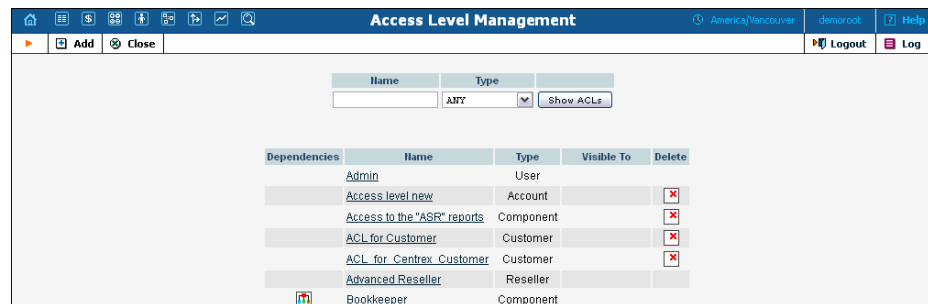 Access Level Management America/Vancouver demoroot Help
Add Close Logout Log
Name Type
ANY Show ACLs
Dependencies Name Type Visible To Delete
Admin User
Access level new Account
Access to the "ASR" reports Component
ACL for Customer Customer
ACL_for_Centrex_Customer Customer
Advanced Reseller Reseller
Bookkeeper Component